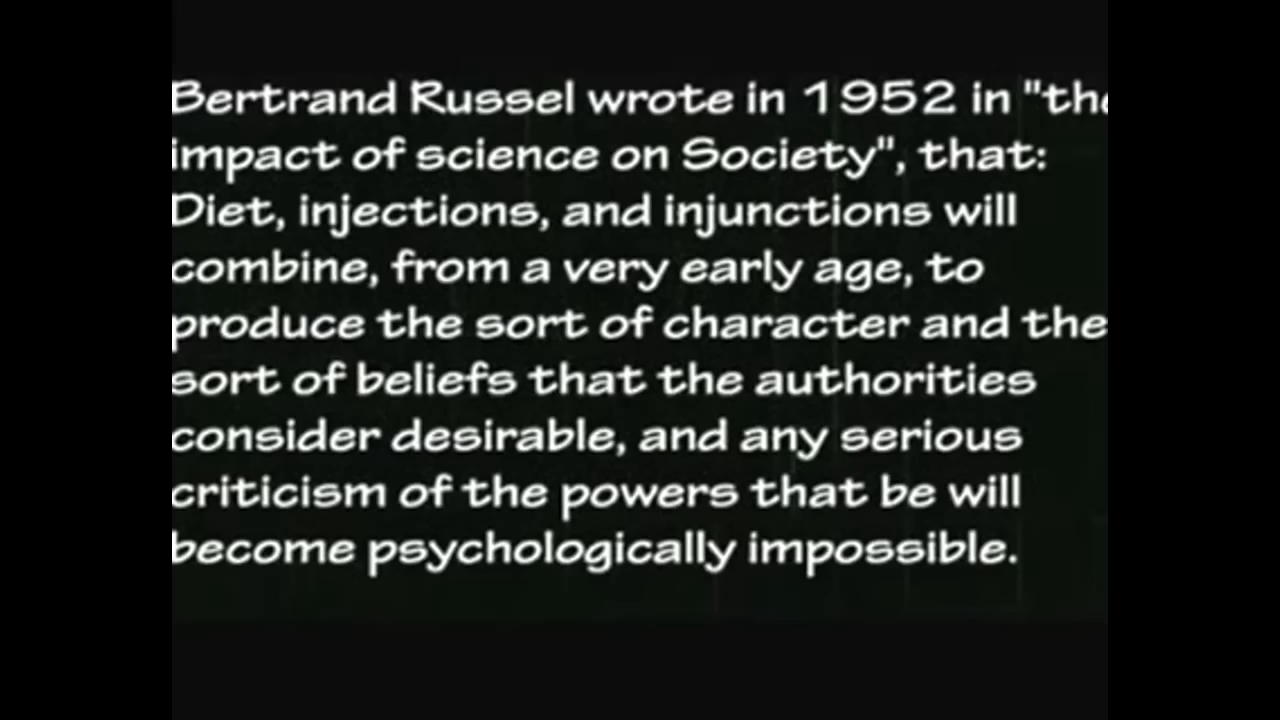 Bertrand Russel wrote in 1952 in "the
impact of science on Society", that:
Diet, injections, and injunctions will
combine, from a very early age, to
produce the sort of character and the
sort of beliefs that the authorities
consider desirable, and any serious
criticism of the powers that be will
become psychologically impossible.